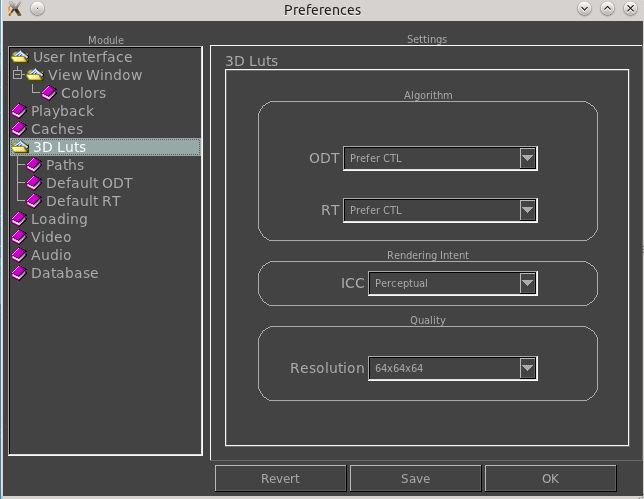 Preferences
Module
User Interface
View Window
Colors
Playback
Caches
3D Luts
Paths
Default ODT
Default RT
Loading
Video
Audio
Database
Settings
3D Luts
Algorithm
ODT Prefer CTL
RT Prefer CTL
Rendering Intent
ICC Perceptual
Quality
Resolution 64x64x64
Revert Save OK